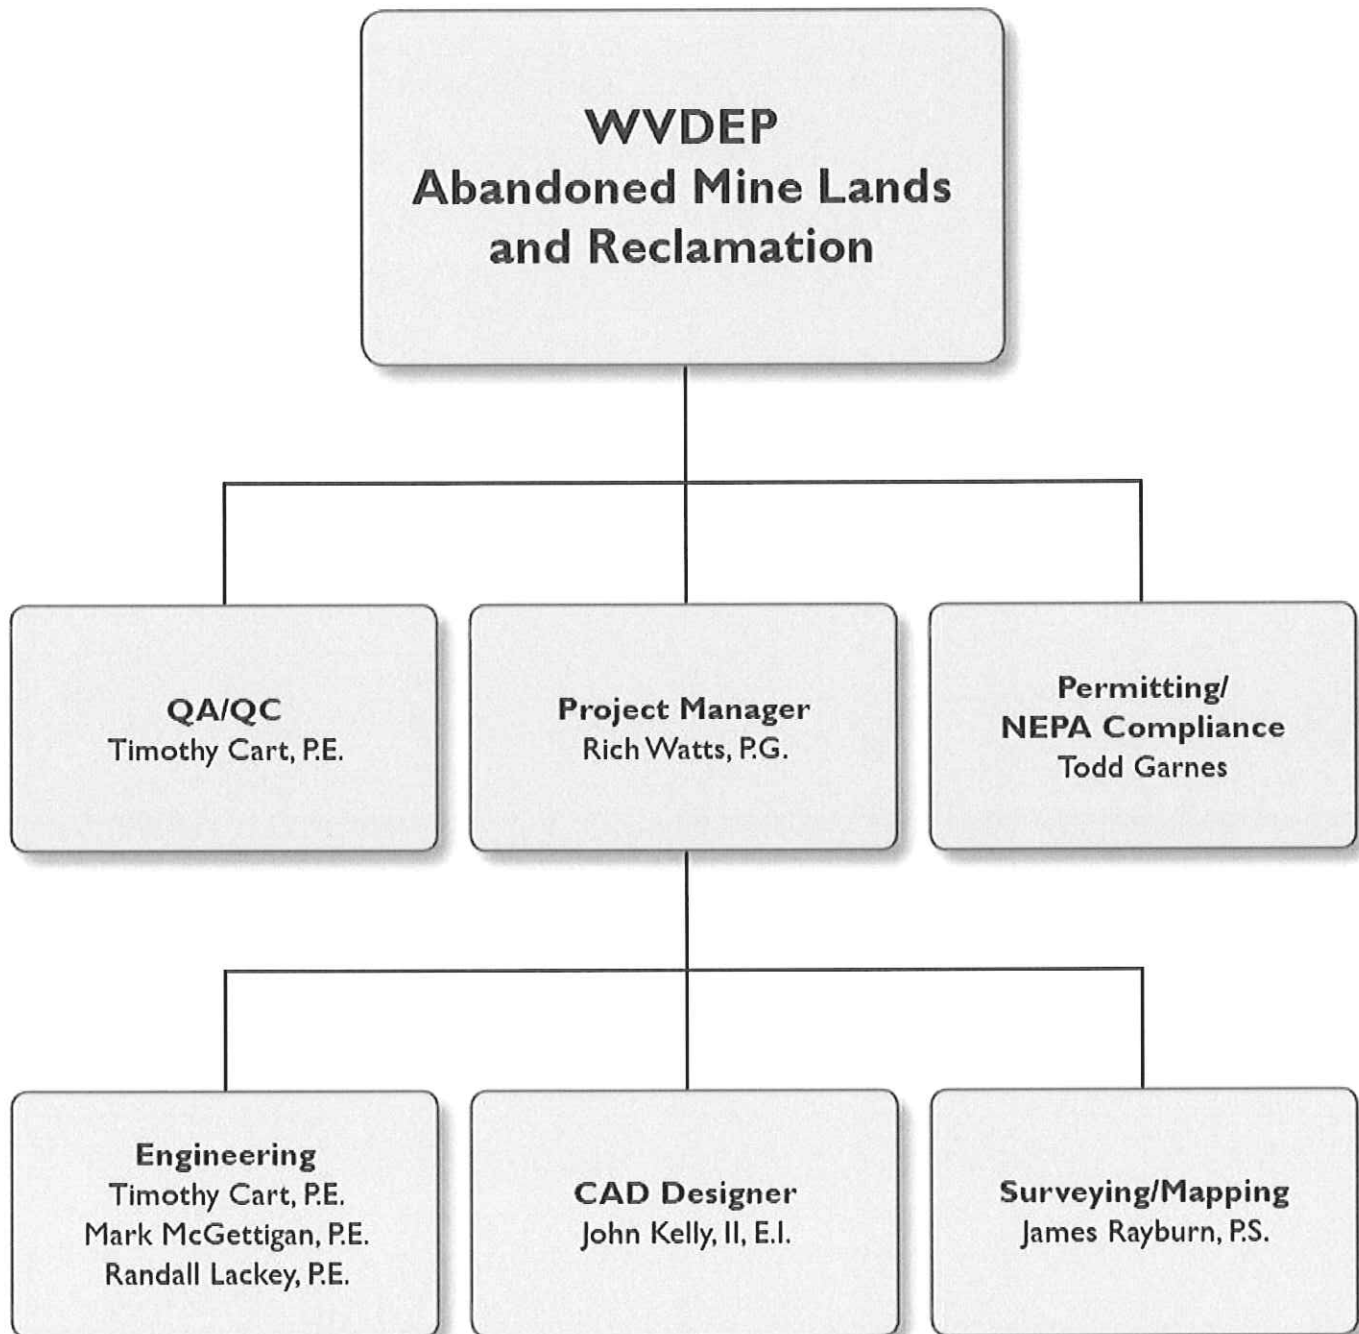 WVDEP
Abandoned Mine Lands
and Reclamation
QA/QC
Timothy Cart, P.E.
Project Manager
Rich Watts, P.G.
Permitting/
NEPA Compliance
Todd Garnes
Engineering
Timothy Cart, P.E.
Mark McGettigan, P.E.
Randall Lackey, P.E.
CAD Designer
John Kelly, II, E.I.
Surveying/Mapping
James Rayburn, P.S.